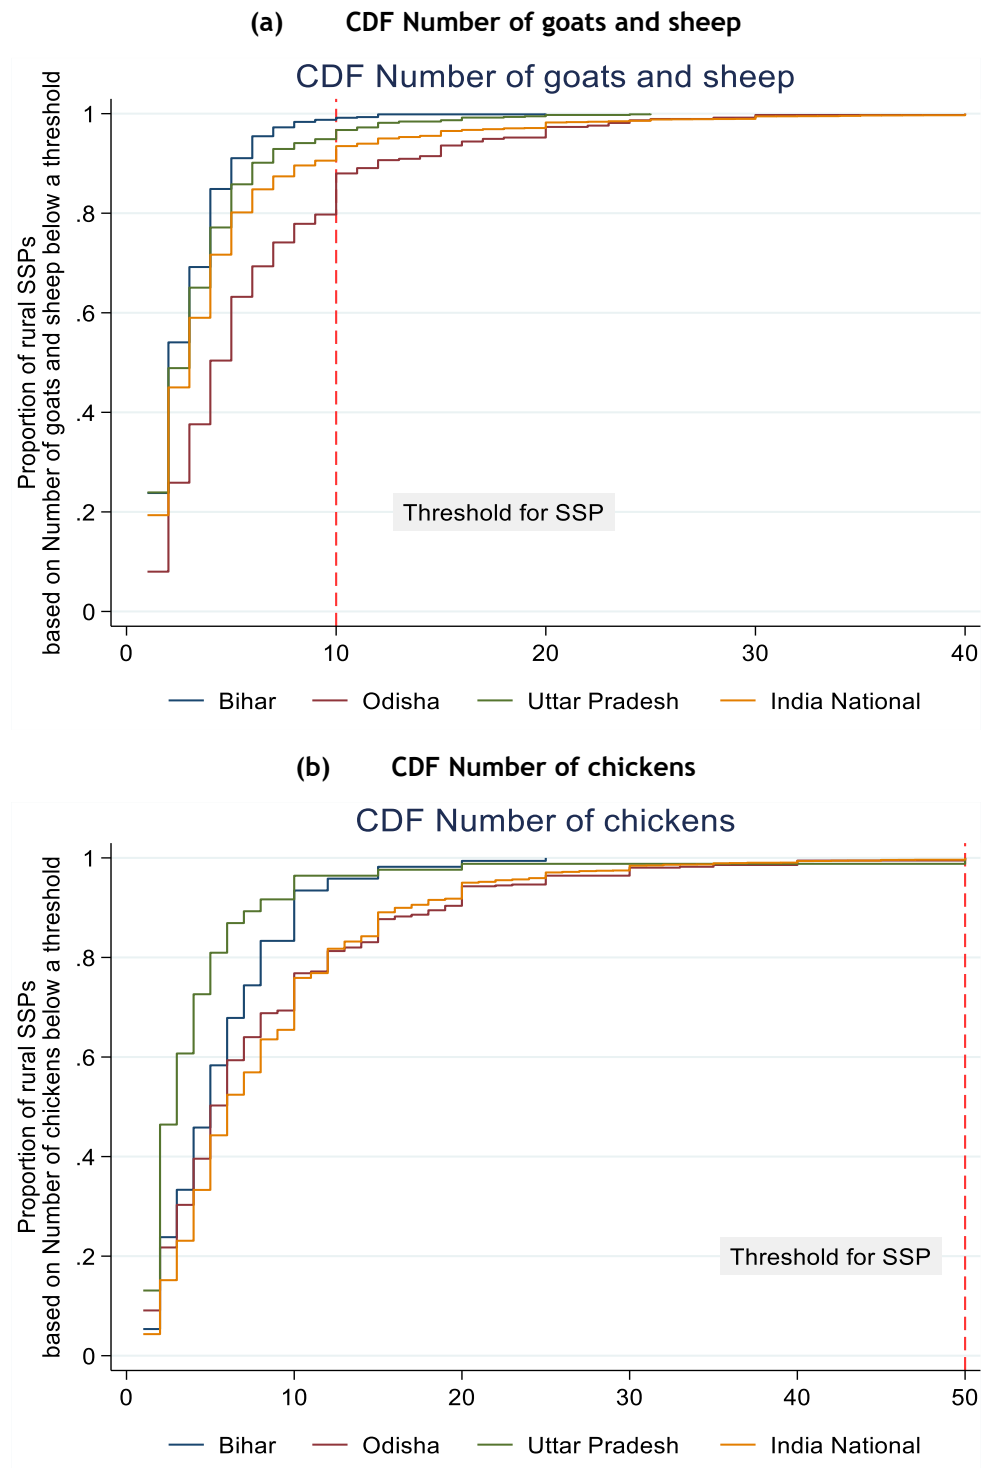 (a) CDF Number of goats and sheep
CDF Number of goats and sheep
Proportion of rural SSPs
based on Number of goats and sheep below a threshold
1
.8
.6
.4
.2
0
Threshold for SSP
0 10 20 30 40
Bihar Odisha Uttar Pradesh India National
(b) CDF Number of chickens
CDF Number of chickens
Proportion of rural SSPs
based on Number of chickens below a threshold
1
.8
.6
.4
.2
0
Threshold for SSP
0 10 20 30 40 50
Bihar Odisha Uttar Pradesh India National